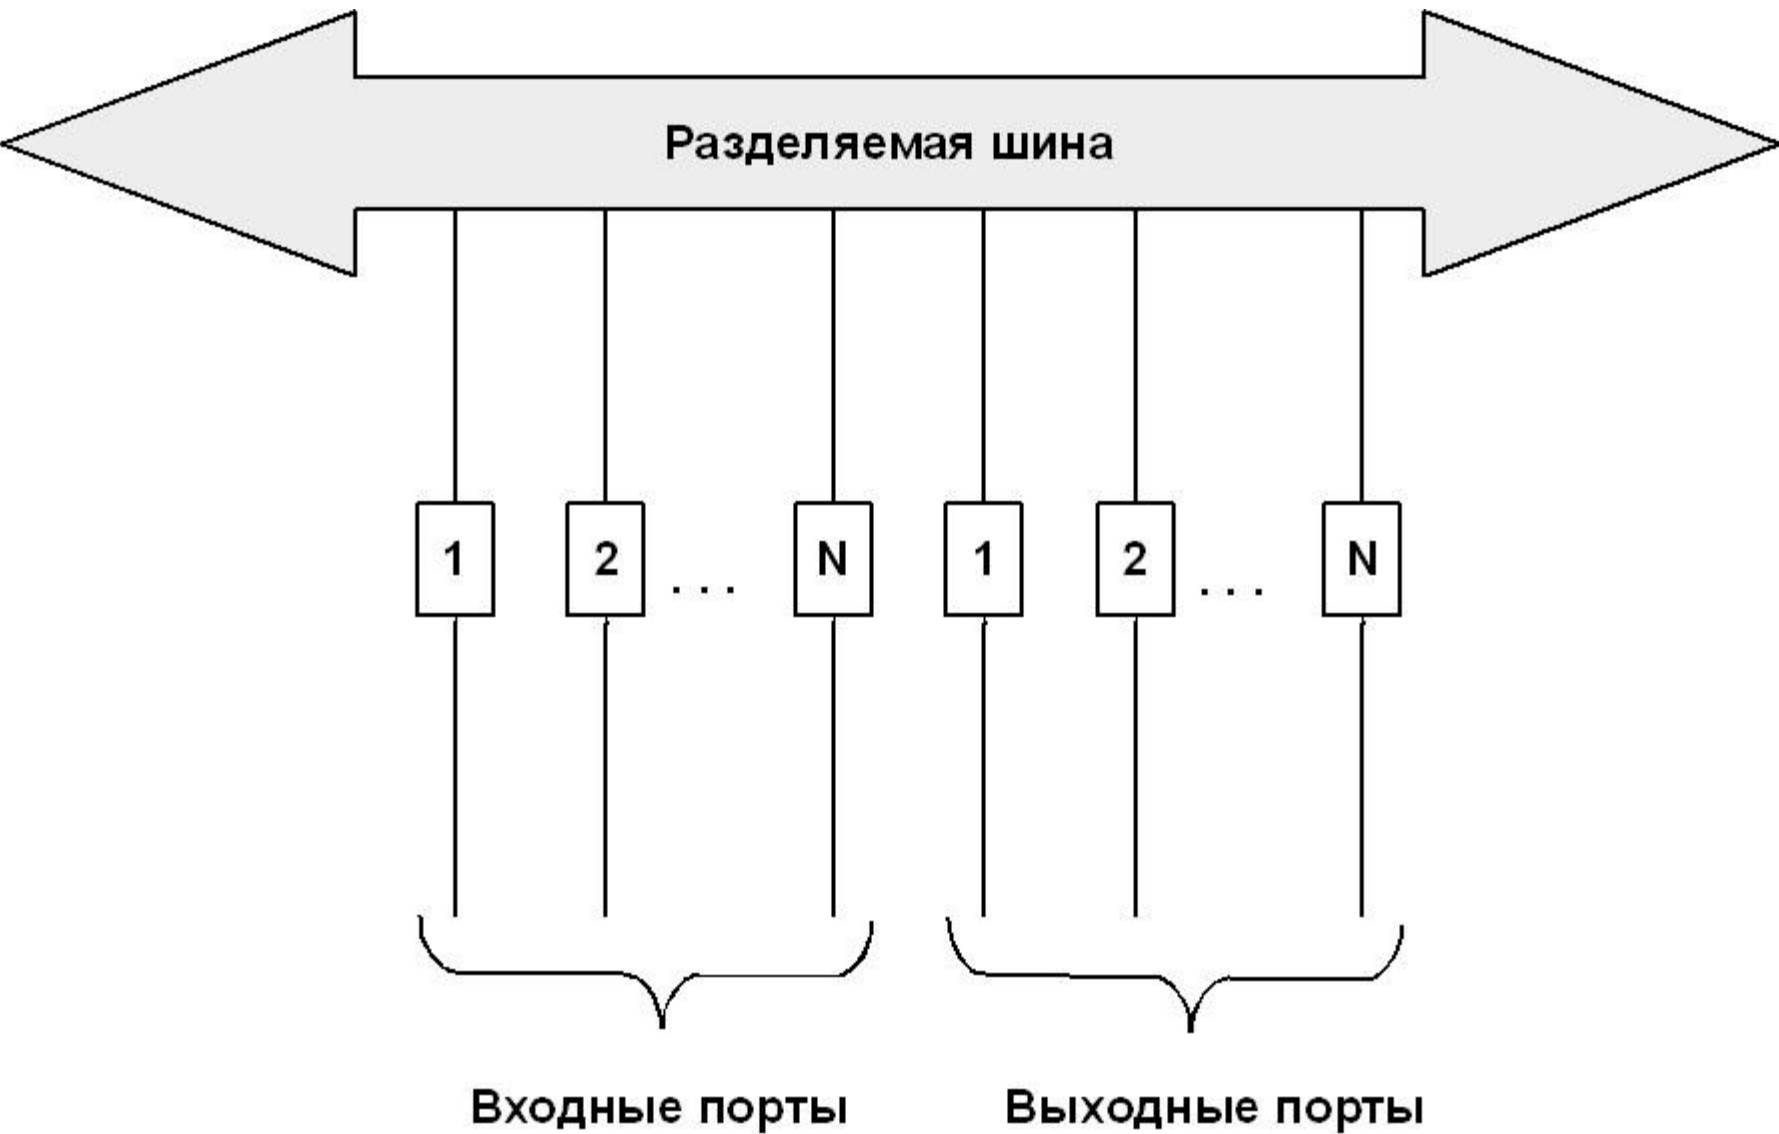 Разделяемая шина
1 2 ... N 1 2 ... N
Входные порты Выходные порты